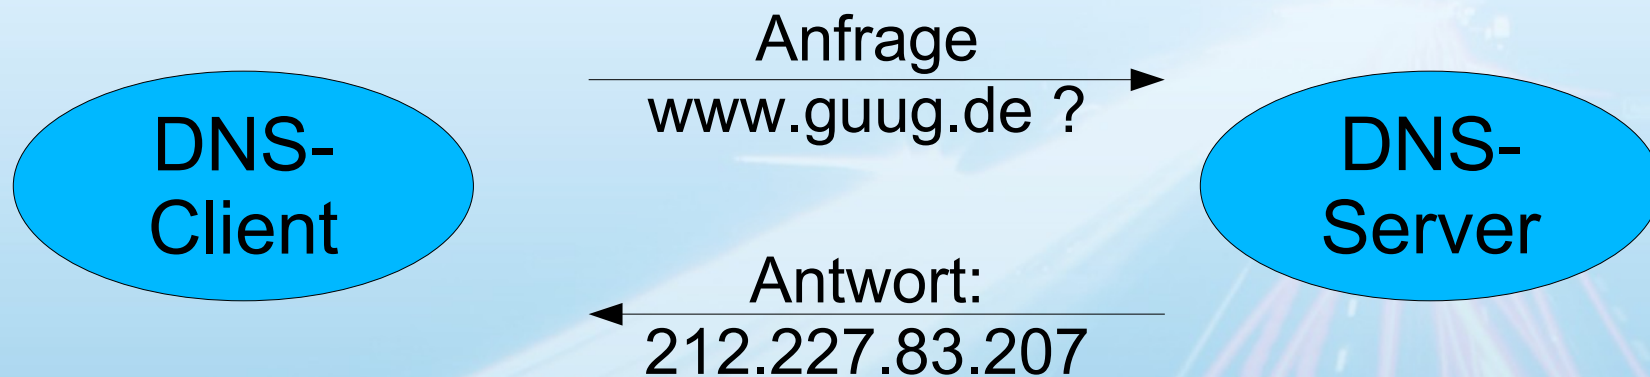 DNS-
Client
Anfrage
www.guug.de ?
Antwort:
212.227.83.207
DNS-
Server